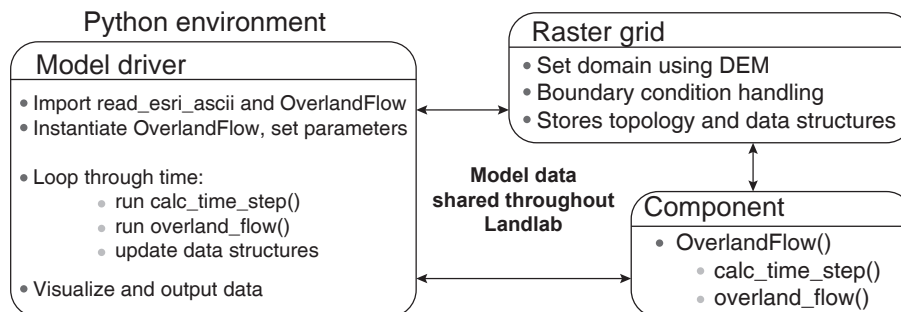 Python environment
Model driver
• Import read_esri_ascii and OverlandFlow
• Instantiate OverlandFlow, set parameters
• Loop through time:
• run calc_time_step()
• run overland_flow()
• update data structures
• Visualize and output data
Raster grid
• Set domain using DEM
• Boundary condition handling
• Stores topology and data structures
Model data
shared throughout
Landlab
Component
• OverlandFlow()
• calc_time_step()
• overland_flow()